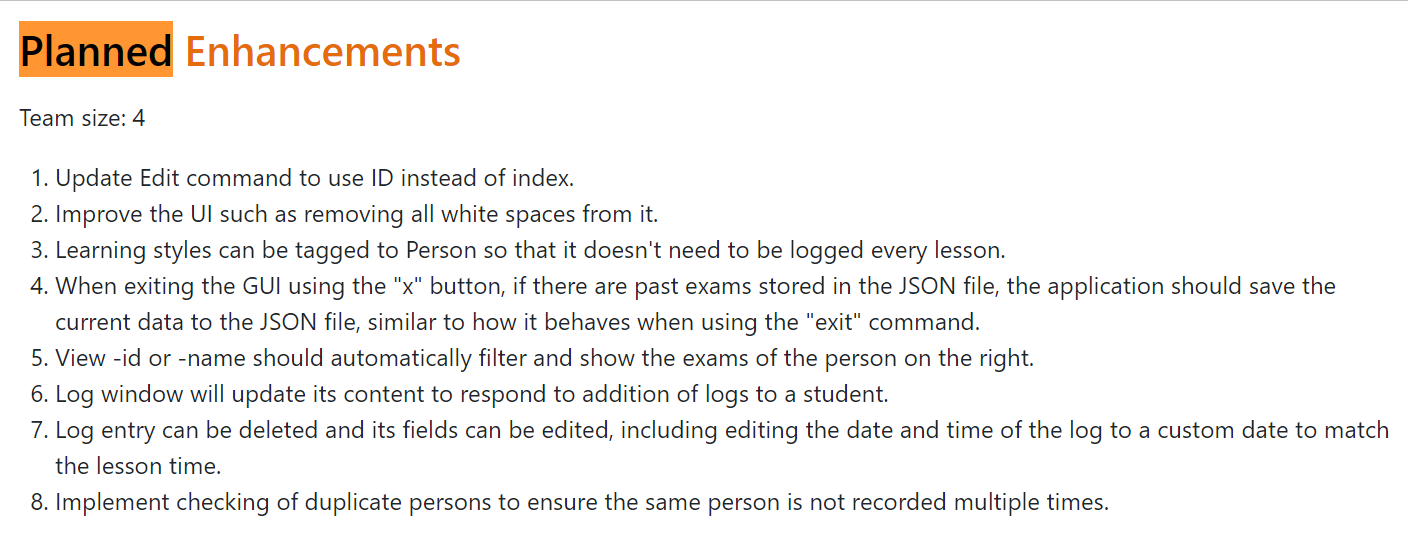 Planned Enhancements
Team size: 4
1. Update Edit command to use ID instead of index.
2. Improve the UI such as removing all white spaces from it.
3. Learning styles can be tagged to Person so that it doesn't need to be logged every lesson.
4. When exiting the GUI using the "x" button, if there are past exams stored in the JSON file, the application should save the
current data to the JSON file, similar to how it behaves when using the "exit" command.
5. View -id or -name should automatically filter and show the exams of the person on the right.
6. Log window will update its content to respond to addition of logs to a student.
7. Log entry can be deleted and its fields can be edited, including editing the date and time of the log to a custom date to match
the lesson time.
8. Implement checking of duplicate persons to ensure the same person is not recorded multiple times.